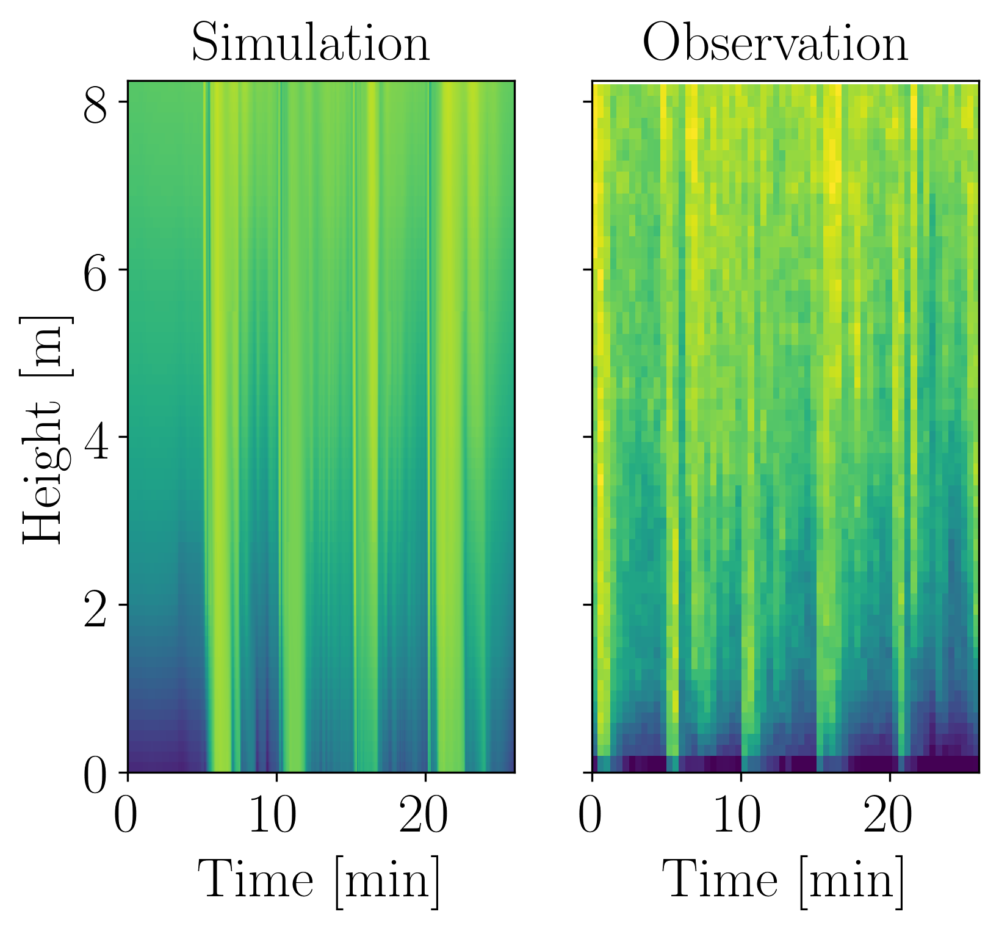 Simulation
Observation
Height [m]
8
6
4
2
0
0 10 20
0 10 20
Time [min]
Time [min]